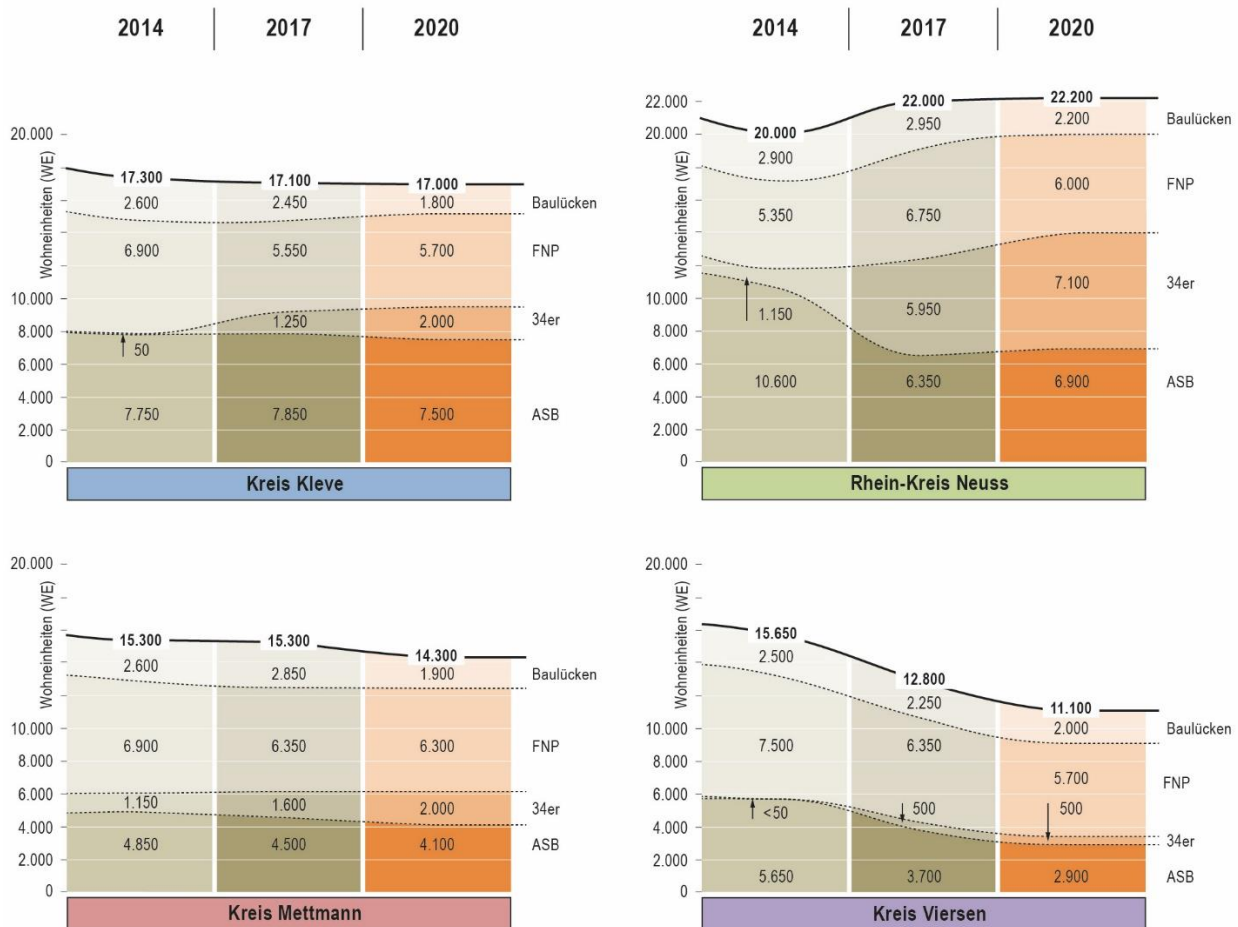 2014 2017 2020
20.000
10.000
8.000
6.000
4.000
2.000
0
Wohneinheiten (WE)
17.300 17.100 17.000
2.600 2.450 1.800 Baulücken
6.900 5.550 5.700 FNP
1.250 2.000 34er
50
7.750 7.850 7.500 ASB
Kreis Kleve
2014 2017 2020
22.000
20.000
10.000
8.000
6.000
4.000
2.000
0
Wohneinheiten (WE)
20.000 22.000 22.200
2.900 2.950 2.200 Baulücken
5.350 6.750 6.000 FNP
1.150 5.950 7.100 34er
10.600 6.350 6.900 ASB
Rhein-Kreis Neuss
20.000
10.000
8.000
6.000
4.000
2.000
0
Wohneinheiten (WE)
15.300 15.300 14.300
2.600 2.850 1.900 Baulücken
6.900 6.350 6.300 FNP
1.150 1.600 2.000 34er
4.850 4.500 4.100 ASB
Kreis Mettmann
20.000
10.000
8.000
6.000
4.000
2.000
0
Wohneinheiten (WE)
15.650 12.800 11.100
2.500 2.250 2.000 Baulücken
7.500 6.350 5.700 FNP
<50 500 500 34er
5.650 3.700 2.900 ASB
Kreis Viersen